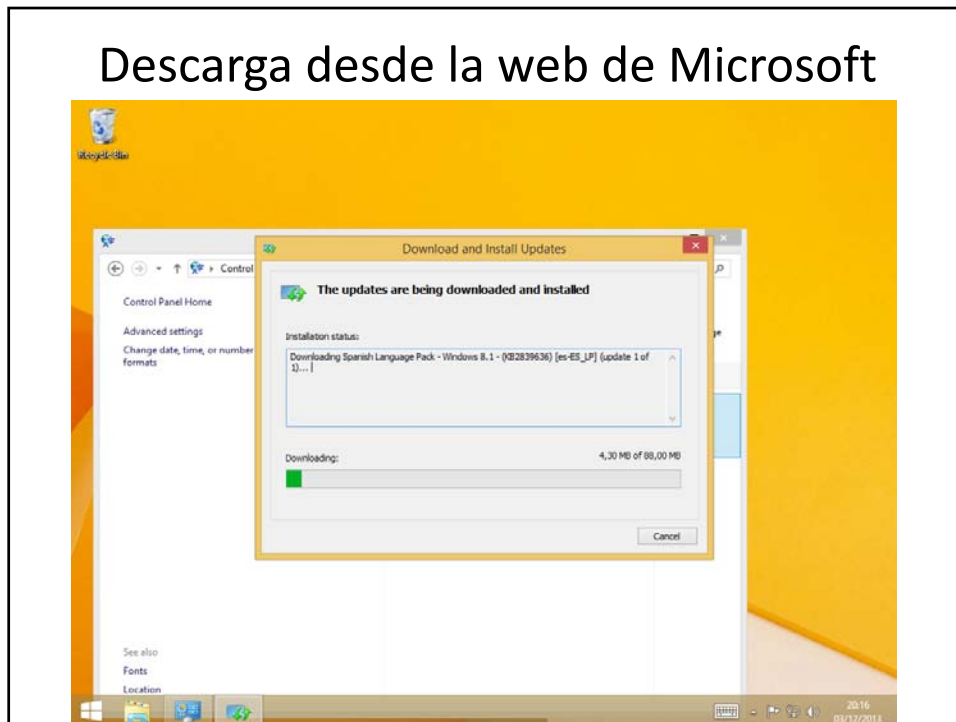 Descarga desde la web de Microsoft
Recycle Bin
Download and Install Updates
Control
The updates are being downloaded and installed
Control Panel Home
Advanced settings
Change date, time, or number
formats
Installation status:
Downloading Spanish Language Pack - Windows 8.1 - (KB2839636) [es-ES_LP] (update 1 of
1)...
Downloading:
4,30 MB of 88,00 MB
Cancel
See also
Fonts
Location
20:16